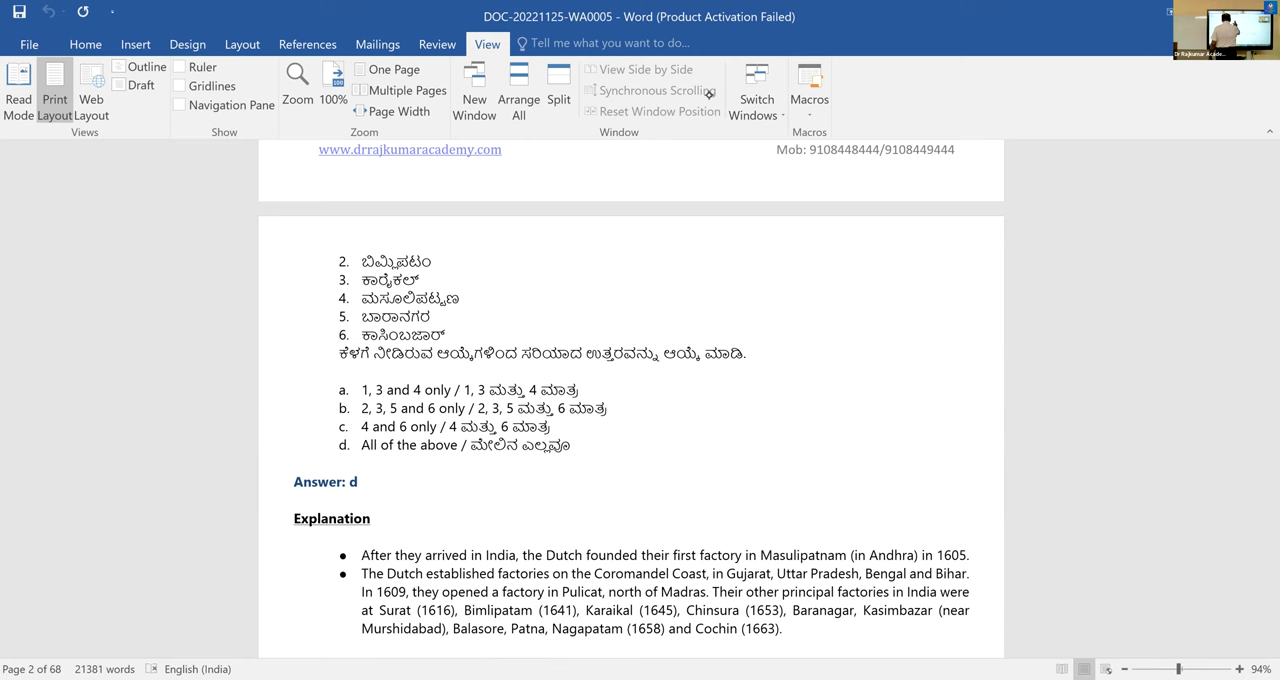 DOC-20221125-WA0005 - Word (Product Activation Failed)
File Home Insert Design Layout References Mailings Review View Tell me what you want to do...
Read Mode Print Layout Web Layout Outline Draft
Ruler Gridlines Navigation Pane
Zoom 100% One Page Multiple Pages Page Width
New Window Arrange All Split View Side by Side Synchronous Scrolling Reset Window Position Switch Windows Macros
Views Show Zoom Window Macros
www.drrajkumaracademy.com Mob: 9108448444/9108449444
2. ಬಿಮ್ಲಿಪಟಂ
3. ಕಾರೈಕಲ್
4. ಮಸೂಲಿಪಟ್ಟಣ
5. ಬಾರಾನಗರ
6. ಕಾಸಿಂಬಜಾರ್
ಕೆಳಗೆ ನೀಡಿರುವ ಆಯ್ಕೆಗಳಿಂದ ಸರಿಯಾದ ಉತ್ತರವನ್ನು ಆಯ್ಕೆ ಮಾಡಿ.
a. 1, 3 and 4 only / 1, 3 ಮತ್ತು 4 ಮಾತ್ರ
b. 2, 3, 5 and 6 only / 2, 3, 5 ಮತ್ತು 6 ಮಾತ್ರ
c. 4 and 6 only / 4 ಮತ್ತು 6 ಮಾತ್ರ
d. All of the above / ಮೇಲಿನ ಎಲ್ಲವೂ
Answer: d
Explanation
● After they arrived in India, the Dutch founded their first factory in Masulipatnam (in Andhra) in 1605.
● The Dutch established factories on the Coromandel Coast, in Gujarat, Uttar Pradesh, Bengal and Bihar.
In 1609, they opened a factory in Pulicat, north of Madras. Their other principal factories in India were
at Surat (1616), Bimlipatam (1641), Karaikal (1645), Chinsura (1653), Baranagar, Kasimbazar (near
Murshidabad), Balasore, Patna, Nagapatam (1658) and Cochin (1663).
Page 2 of 68 21381 words English (India) 94%
Dr Rajkumar Acade...